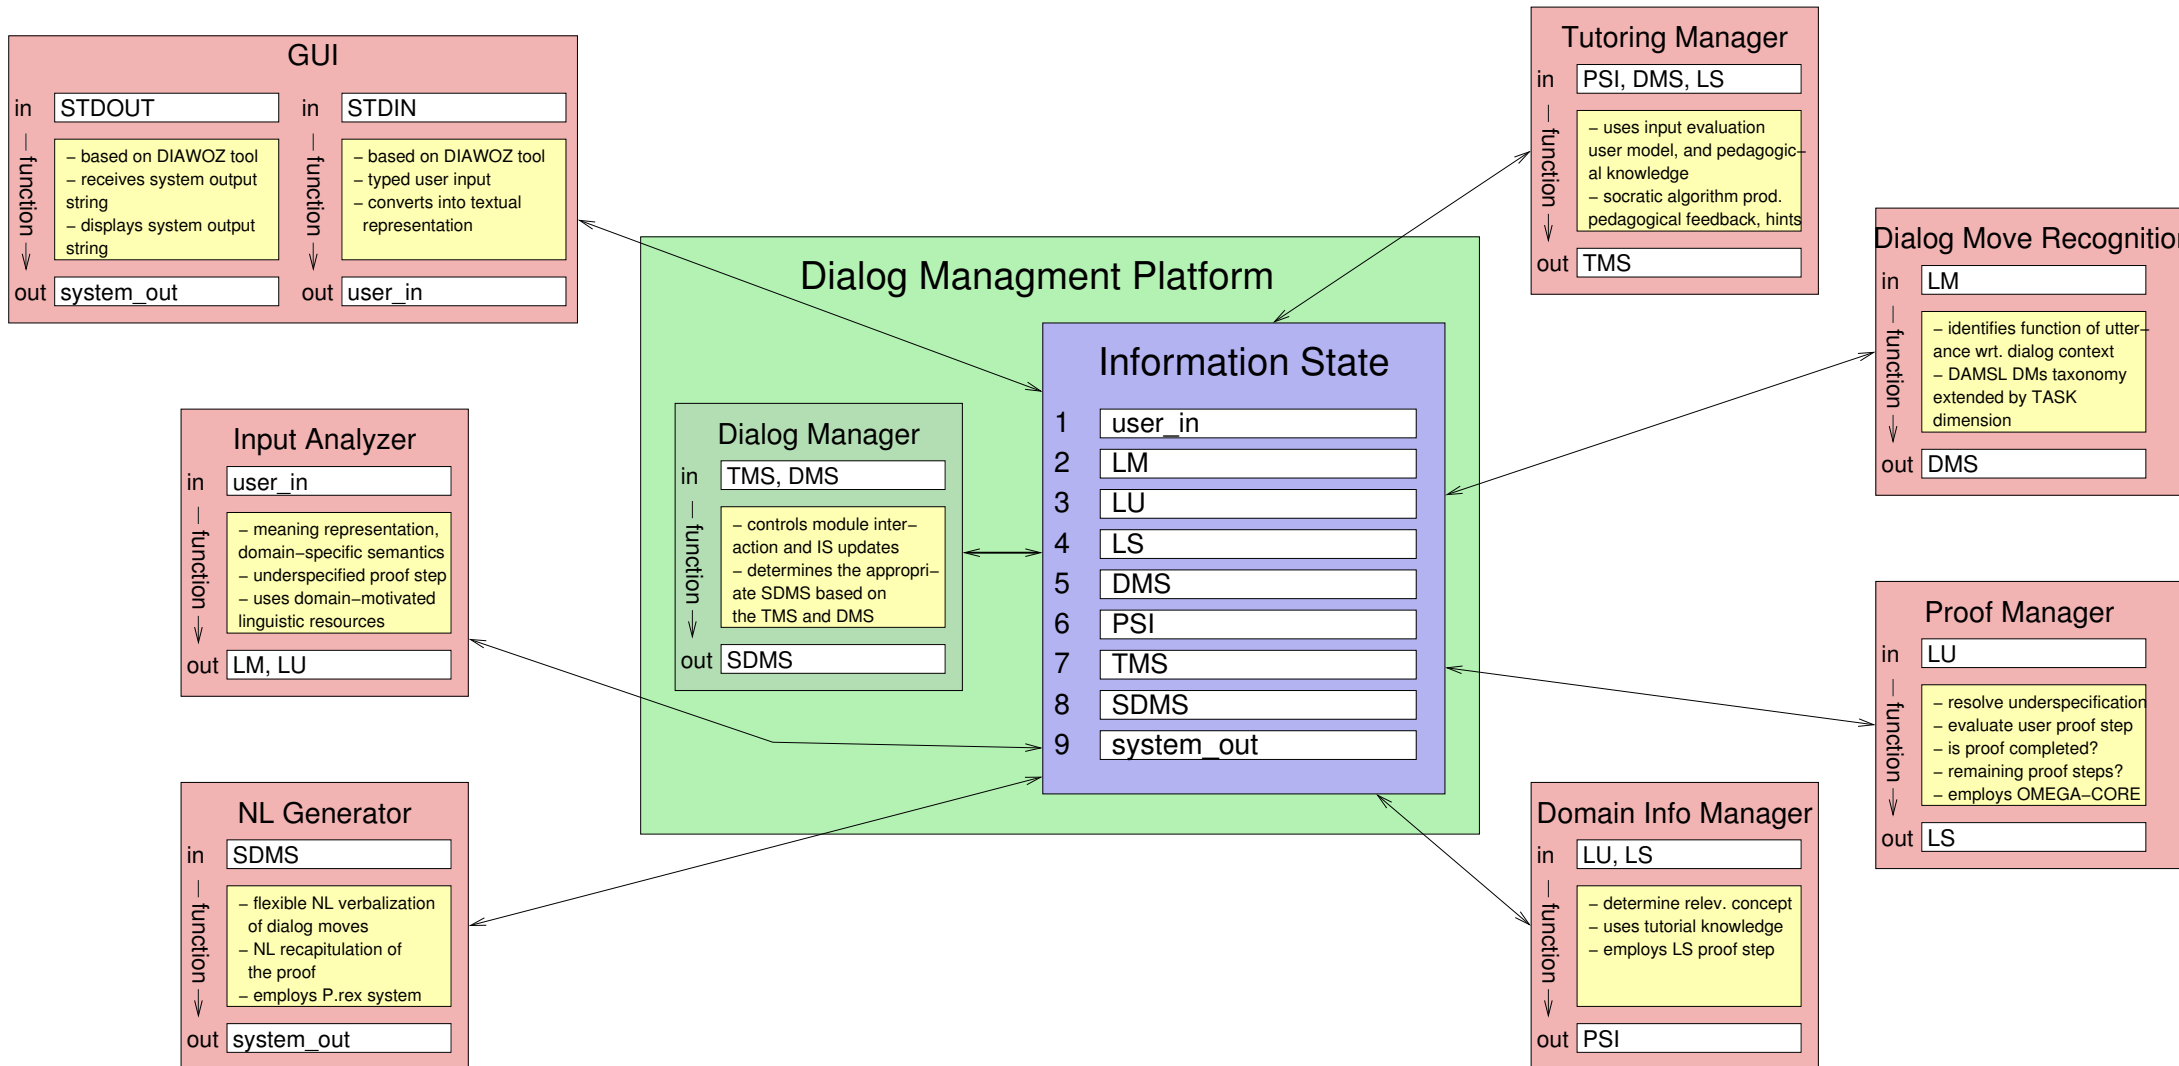 GUI
in STDOUT
function
– based on DIAWOZ tool
– receives system output
string
– displays system output
string
out system_out
in STDIN
function
– based on DIAWOZ tool
– typed user input
– converts into textual
representation
out user_in
Tutoring Manager
in PSI, DMS, LS
function
– uses input evaluation
user model, and pedagogic–
al knowledge
– socratic algorithm prod.
pedagogical feedback, hints
out TMS
Dialog Move Recognition
in LM
function
– identifies function of utter–
ance wrt. dialog context
– DAMSL DMs taxonomy
extended by TASK
dimension
out DMS
Dialog Managment Platform
Information State
1 user_in
2 LM
3 LU
4 LS
5 DMS
6 PSI
7 TMS
8 SDMS
9 system_out
Dialog Manager
in TMS, DMS
function
– controls module inter–
action and IS updates
– determines the appropri–
ate SDMS based on
the TMS and DMS
out SDMS
Input Analyzer
in user_in
function
– meaning representation,
domain–specific semantics
– underspecified proof step
– uses domain–motivated
linguistic resources
out LM, LU
Proof Manager
in LU
function
– resolve underspecification
– evaluate user proof step
– is proof completed?
– remaining proof steps?
– employs OMEGA–CORE
out LS
NL Generator
in SDMS
function
– flexible NL verbalization
of dialog moves
– NL recapitulation of
the proof
– employs P.rex system
out system_out
Domain Info Manager
in LU, LS
function
– determine relev. concept
– uses tutorial knowledge
– employs LS proof step
out PSI